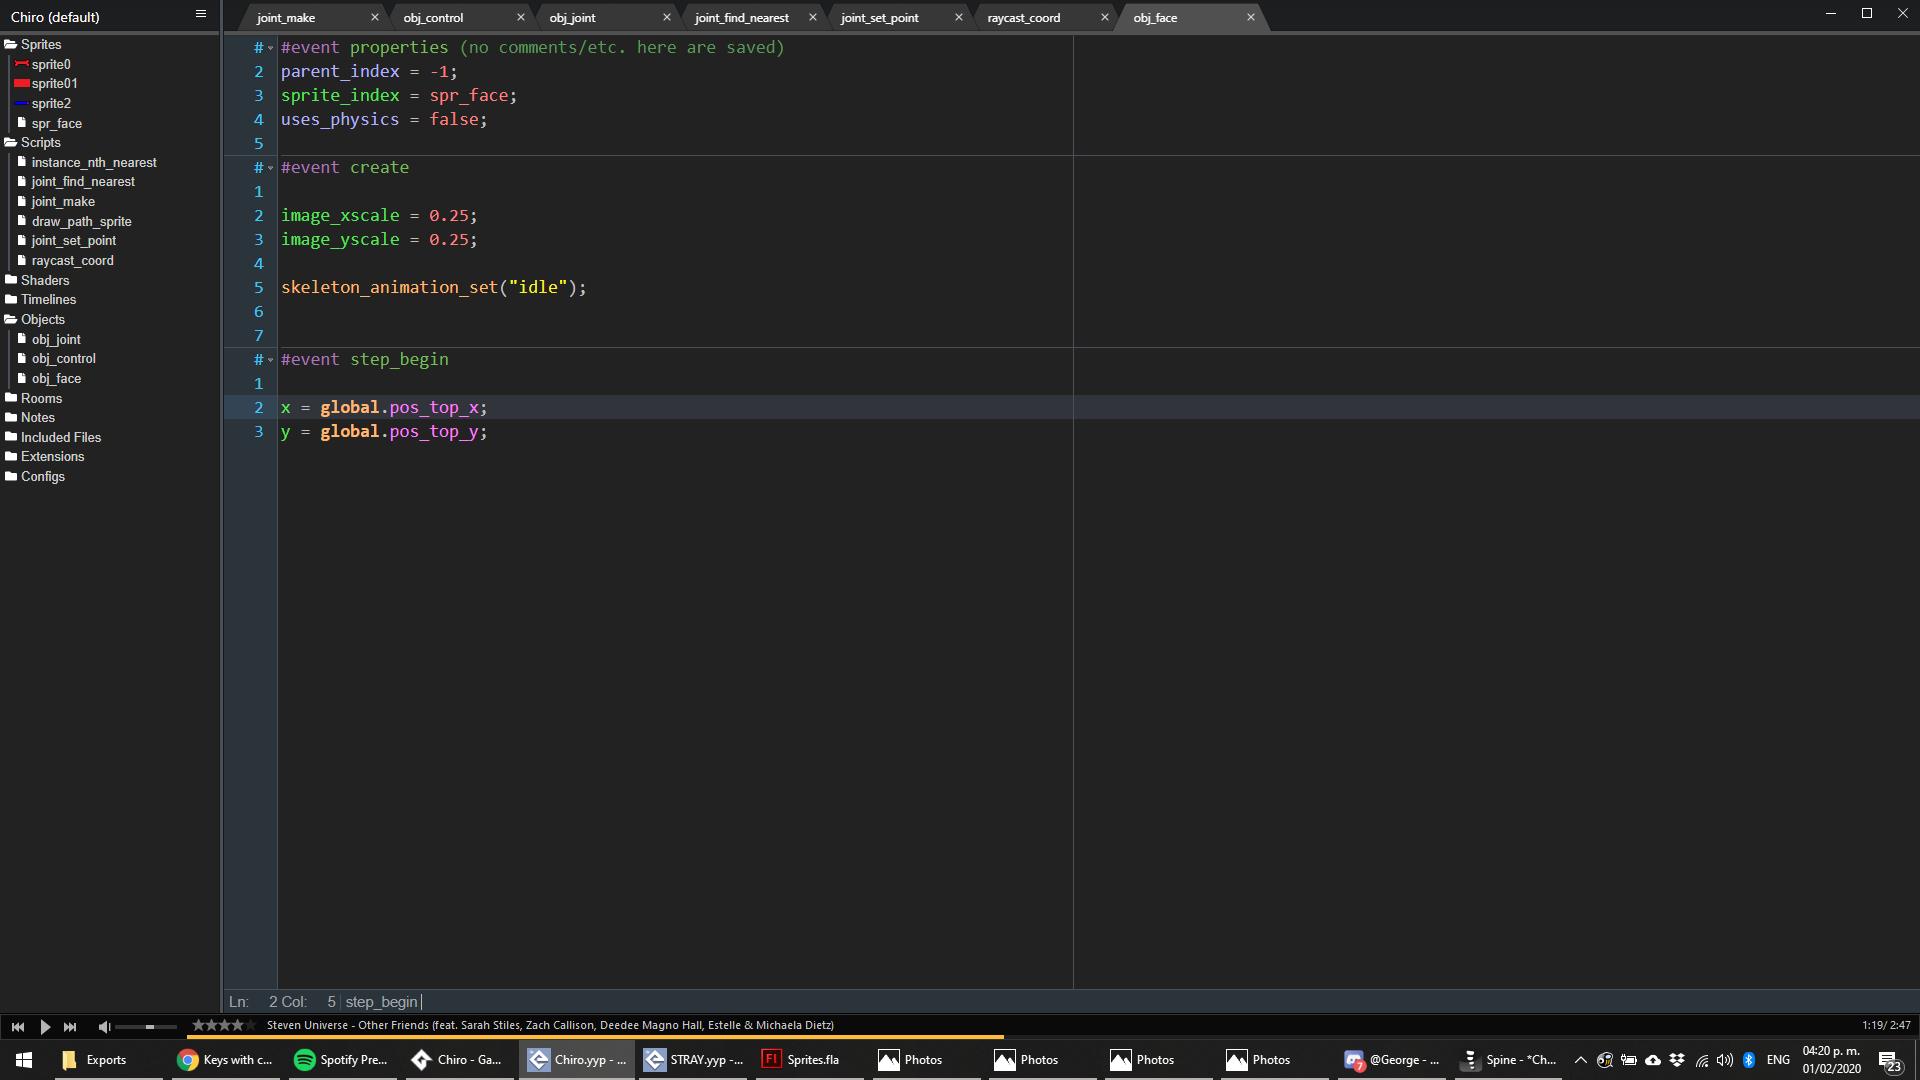 Chiro (default)
joint_make
obj_control
obj_joint
joint_find_nearest
joint_set_point
raycast_coord
obj_face
Sprites
sprite0
sprite01
sprite2
spr_face
Scripts
instance_nth_nearest
joint_find_nearest
joint_make
draw_path_sprite
joint_set_point
raycast_coord
Shaders
Timelines
Objects
obj_joint
obj_control
obj_face
Rooms
Notes
Included Files
Extensions
Configs
# #event properties (no comments/etc. here are saved)
2 parent_index = -1;
3 sprite_index = spr_face;
4 uses_physics = false;
5
# #event create
1
2 image_xscale = 0.25;
3 image_yscale = 0.25;
4
5 skeleton_animation_set("idle");
6
7
# #event step_begin
1
2 x = global.pos_top_x;
3 y = global.pos_top_y;
Ln: 2 Col: 5 step_begin
Steven Universe - Other Friends (feat. Sarah Stiles, Zach Callison, Deedee Magno Hall, Estelle & Michaela Dietz)
1:19/ 2:47
Exports
Keys with c...
Spotify Pre...
Chiro - Ga...
Chiro.yyp - ...
STRAY.yyp -...
Fl
Sprites.fla
Photos
Photos
Photos
Photos
7
@George - ...
Spine - *Ch...
ENG
04:20 p. m.
01/02/2020
23